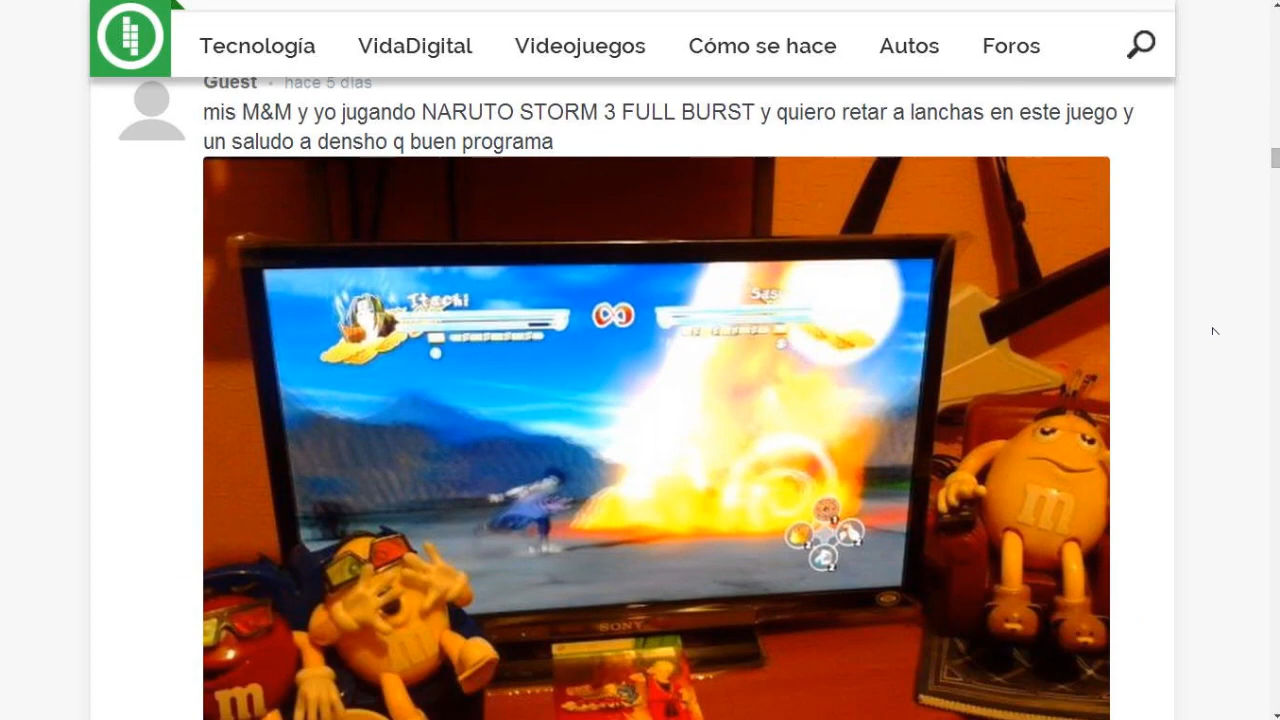 Tecnología VidaDigital Videojuegos Cómo se hace Autos Foros
Guest · hace 5 días
mis M&M y yo jugando NARUTO STORM 3 FULL BURST y quiero retar a lanchas en este juego y
un saludo a densho q buen programa
Itachi
Sas
m
m
m
SONY